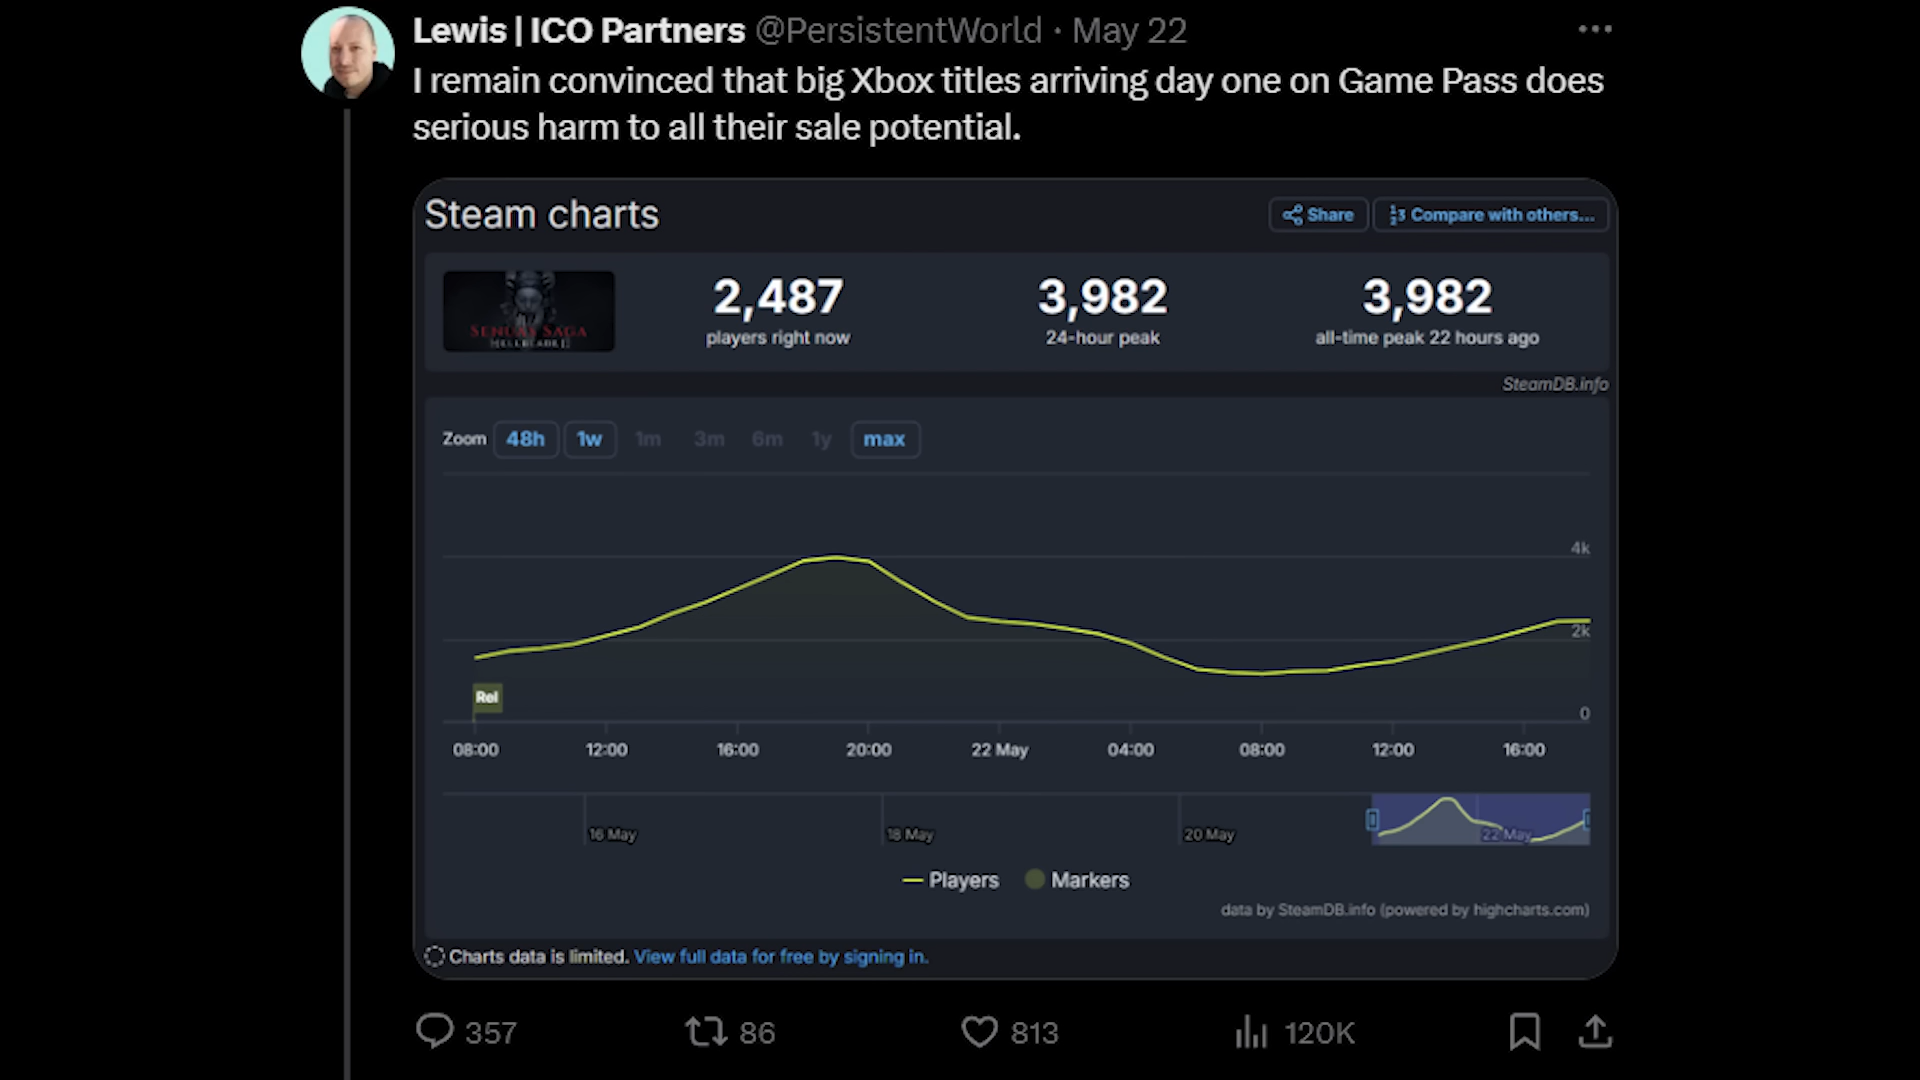 Lewis | ICO Partners @PersistentWorld · May 22
I remain convinced that big Xbox titles arriving day one on Game Pass does
serious harm to all their sale potential.
Steam charts
Share
Compare with others...
SENUA'S SAGA
HELLBLADE II
2,487
players right now
3,982
24-hour peak
3,982
all-time peak 22 hours ago
SteamDB.info
Zoom 48h 1w 1m 3m 6m 1y max
4k
2k
0
Rel
08:00 12:00 16:00 20:00 22 May 04:00 08:00 12:00 16:00
16 May 18 May 20 May 22 May
Players Markers
data by SteamDB.info (powered by highcharts.com)
Charts data is limited. View full data for free by signing in.
357 86 813 120K